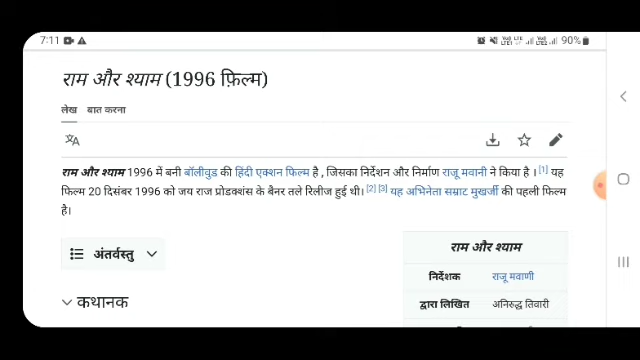 7:11
90%
राम और श्याम (1996 फ़िल्म)
लेख बात करना
राम और श्याम 1996 में बनी बॉलीवुड की हिंदी एक्शन फिल्म है , जिसका निर्देशन और निर्माण राजू मवानी ने किया है । [1] यह
फिल्म 20 दिसंबर 1996 को जय राज प्रोडक्शंस के बैनर तले रिलीज हुई थी। [2] [3] यह अभिनेता सम्राट मुखर्जी की पहली फिल्म
है।
अंतर्वस्तु
राम और श्याम
निर्देशक राजू मवाणी
कथानक
द्वारा लिखित अनिरुद्ध तिवारी